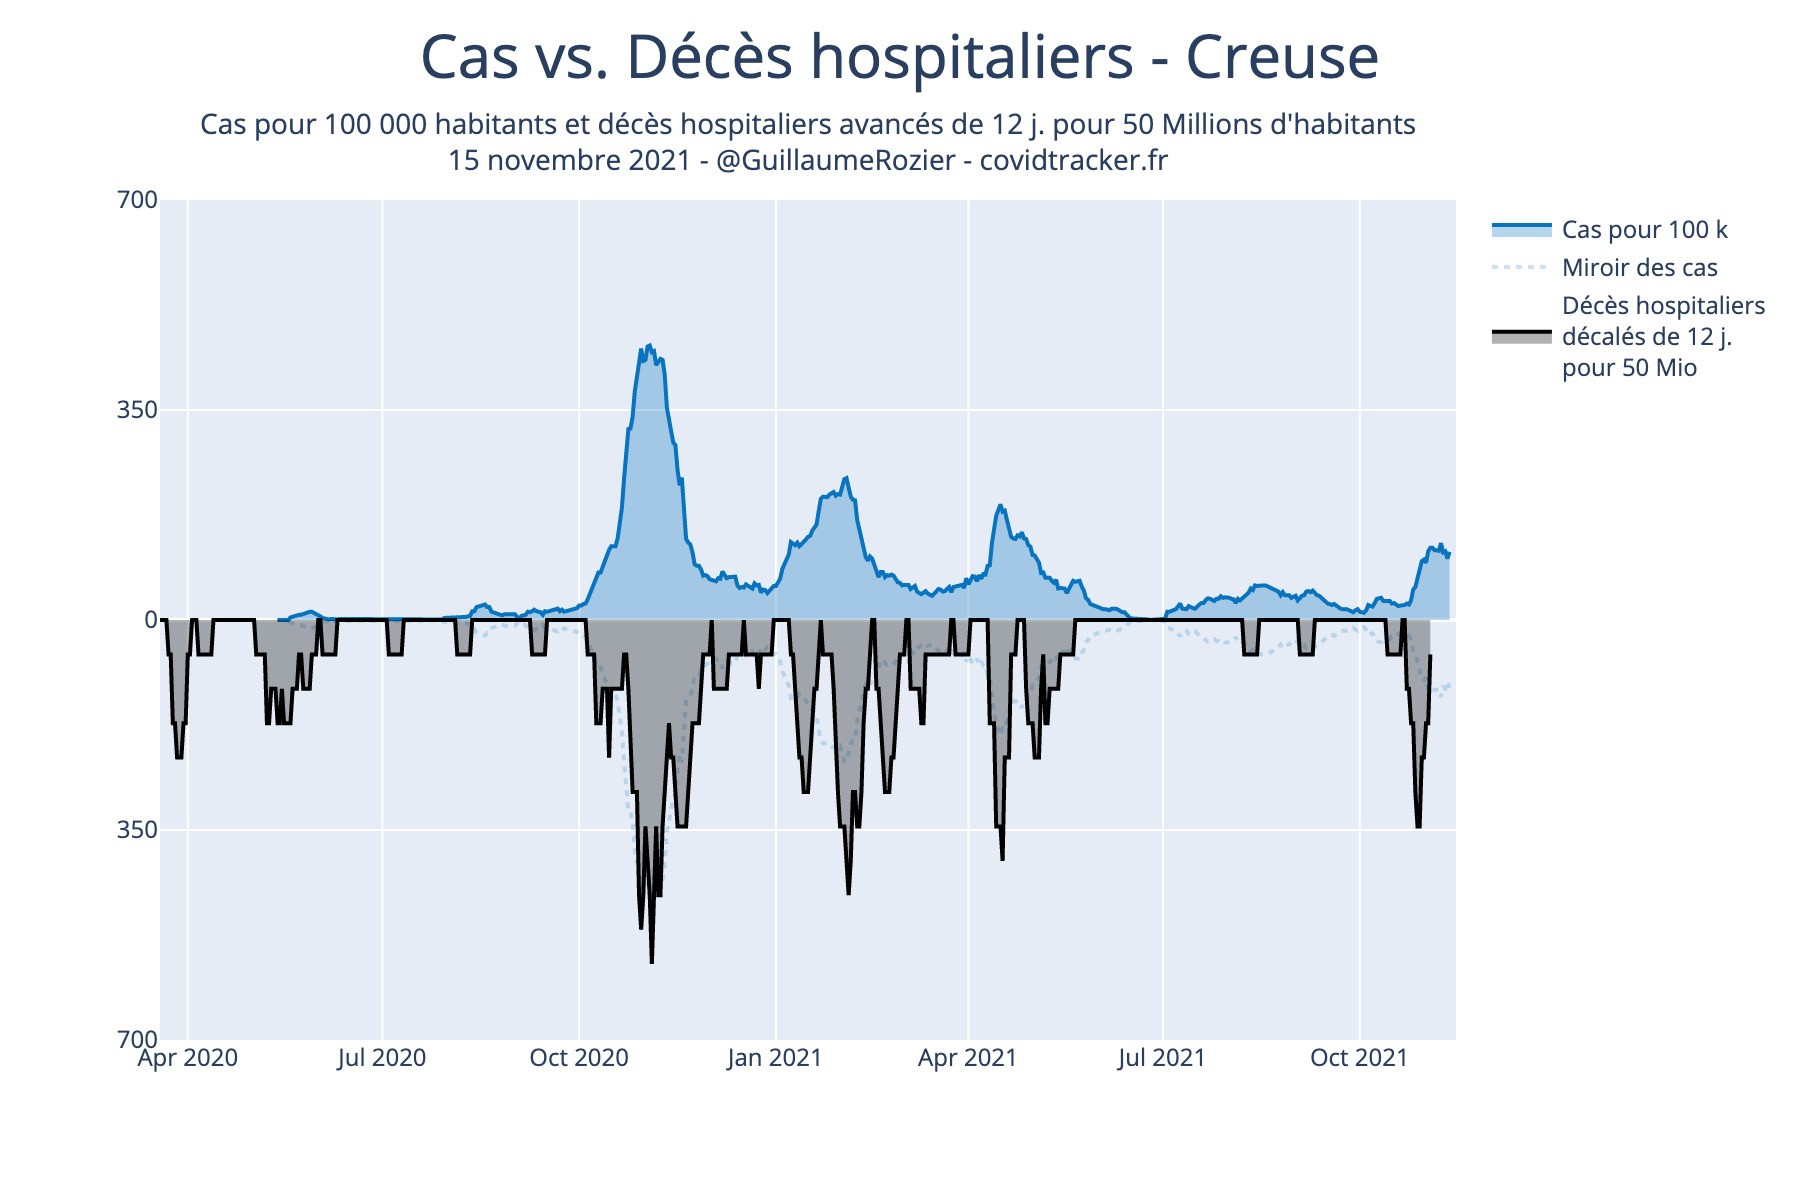 Cas vs. Décès hospitaliers - Creuse
Cas pour 100 000 habitants et décès hospitaliers avancés de 12 j. pour 50 Millions d'habitants
15 novembre 2021 - @GuillaumeRozier - covidtracker.fr
700
350
0
350
700
Apr 2020
Jul 2020
Oct 2020
Jan 2021
Apr 2021
Jul 2021
Oct 2021
Cas pour 100 k
Miroir des cas
Décès hospitaliers
décalés de 12 j.
pour 50 Mio